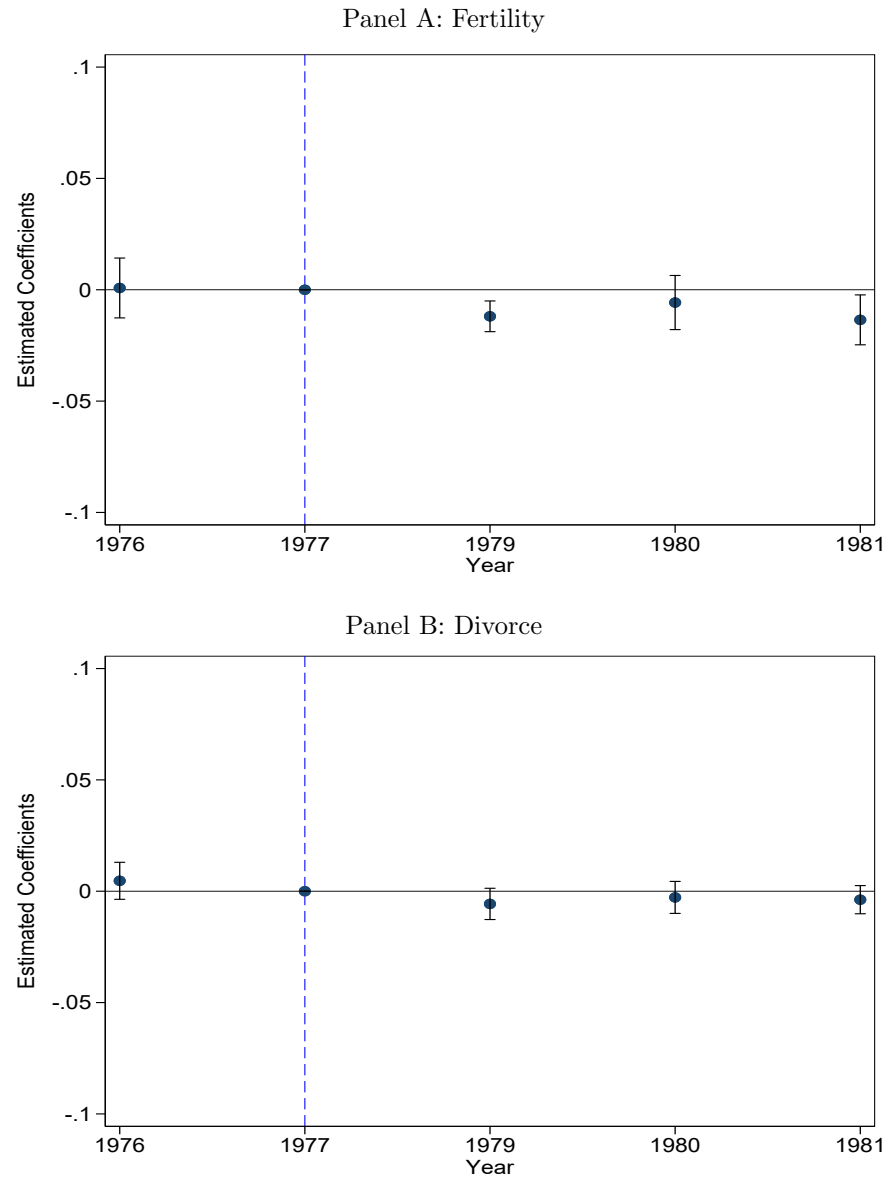 Panel A: Fertility
.1
.05
0
-.05
-.1
Estimated Coefficients
1976 1977 1979 1980 1981
Year
Panel B: Divorce
.1
.05
0
-.05
-.1
Estimated Coefficients
1976 1977 1979 1980 1981
Year